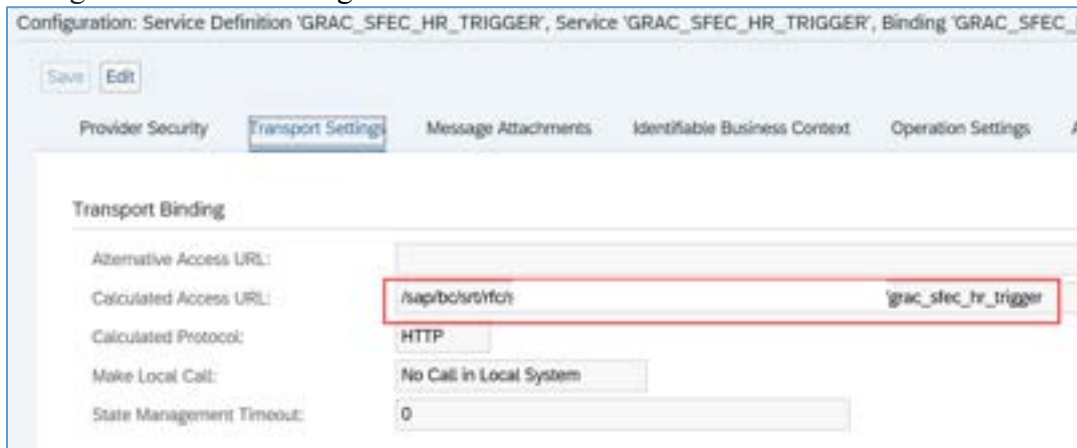 Configuration: Service Definition 'GRAC_SFEC_HR_TRIGGER', Service 'GRAC_SFEC_HR_TRIGGER', Binding 'GRAC_SFEC_
Save Edit
Provider Security Transport Settings Message Attachments Identifiable Business Context Operation Settings
Transport Binding
Alternative Access URL:
Calculated Access URL: /sap/bc/srt/rfc/s 'grac_sfec_hr_trigger
Calculated Protocol: HTTP
Make Local Call: No Call in Local System
State Management Timeout: 0